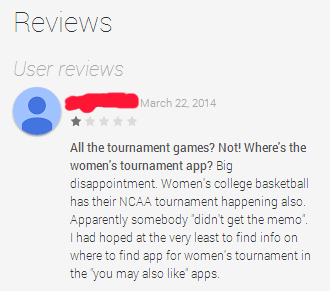 Reviews
User reviews
March 22, 2014
All the tournament games? Not! Where's the
women's tournament app? Big
disappointment. Women's college basketball
has their NCAA tournament happening also.
Apparently somebody "didn't get the memo".
I had hoped at the very least to find info on
where to find app for women's tournament in
the "you may also like" apps.